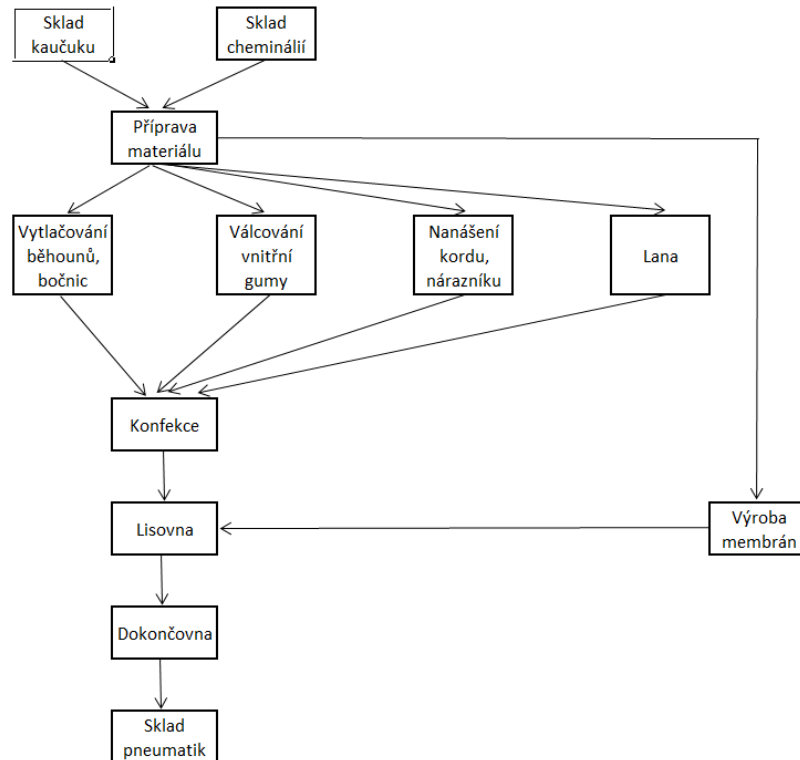 Sklad
kaučuku
Sklad
cheminálií
Příprava
materiálu
Vytlačování
běhounů,
bočnic
Válcování
vnitřní
gumy
Nanášení
kordu,
nárazníku
Lana
Konfekce
Lisovna
Výroba
membrán
Dokončovna
Sklad
pneumatik